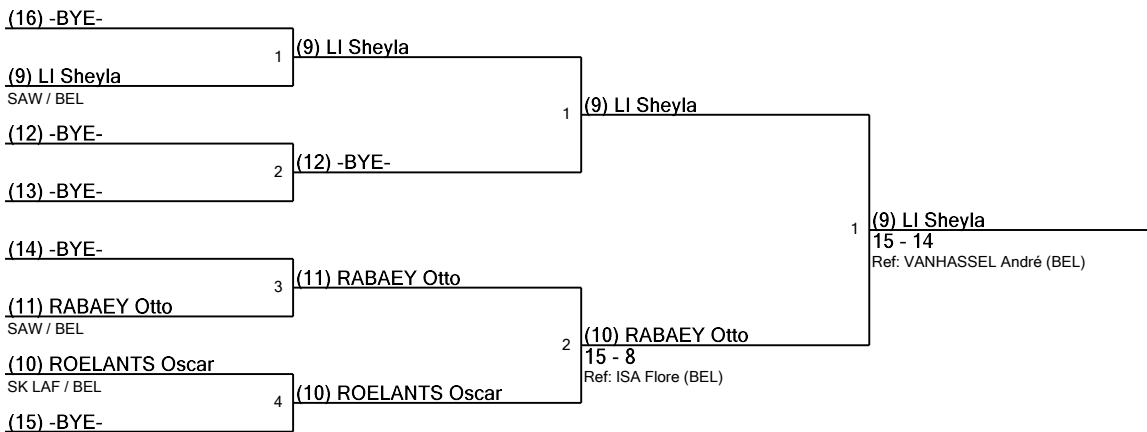 (16) -BYE-
1
(9) LI Sheyla
(9) LI Sheyla
SAW / BEL
1
(9) LI Sheyla
(12) -BYE-
2
(12) -BYE-
(13) -BYE-
1
(9) LI Sheyla
15 - 14
Ref: VANHASSEL André (BEL)
(14) -BYE-
3
(11) RABAEY Otto
(11) RABAEY Otto
SAW / BEL
2
(10) RABAEY Otto
15 - 8
Ref: ISA Flore (BEL)
(10) ROELANTS Oscar
SK LAF / BEL
4
(10) ROELANTS Oscar
(15) -BYE-